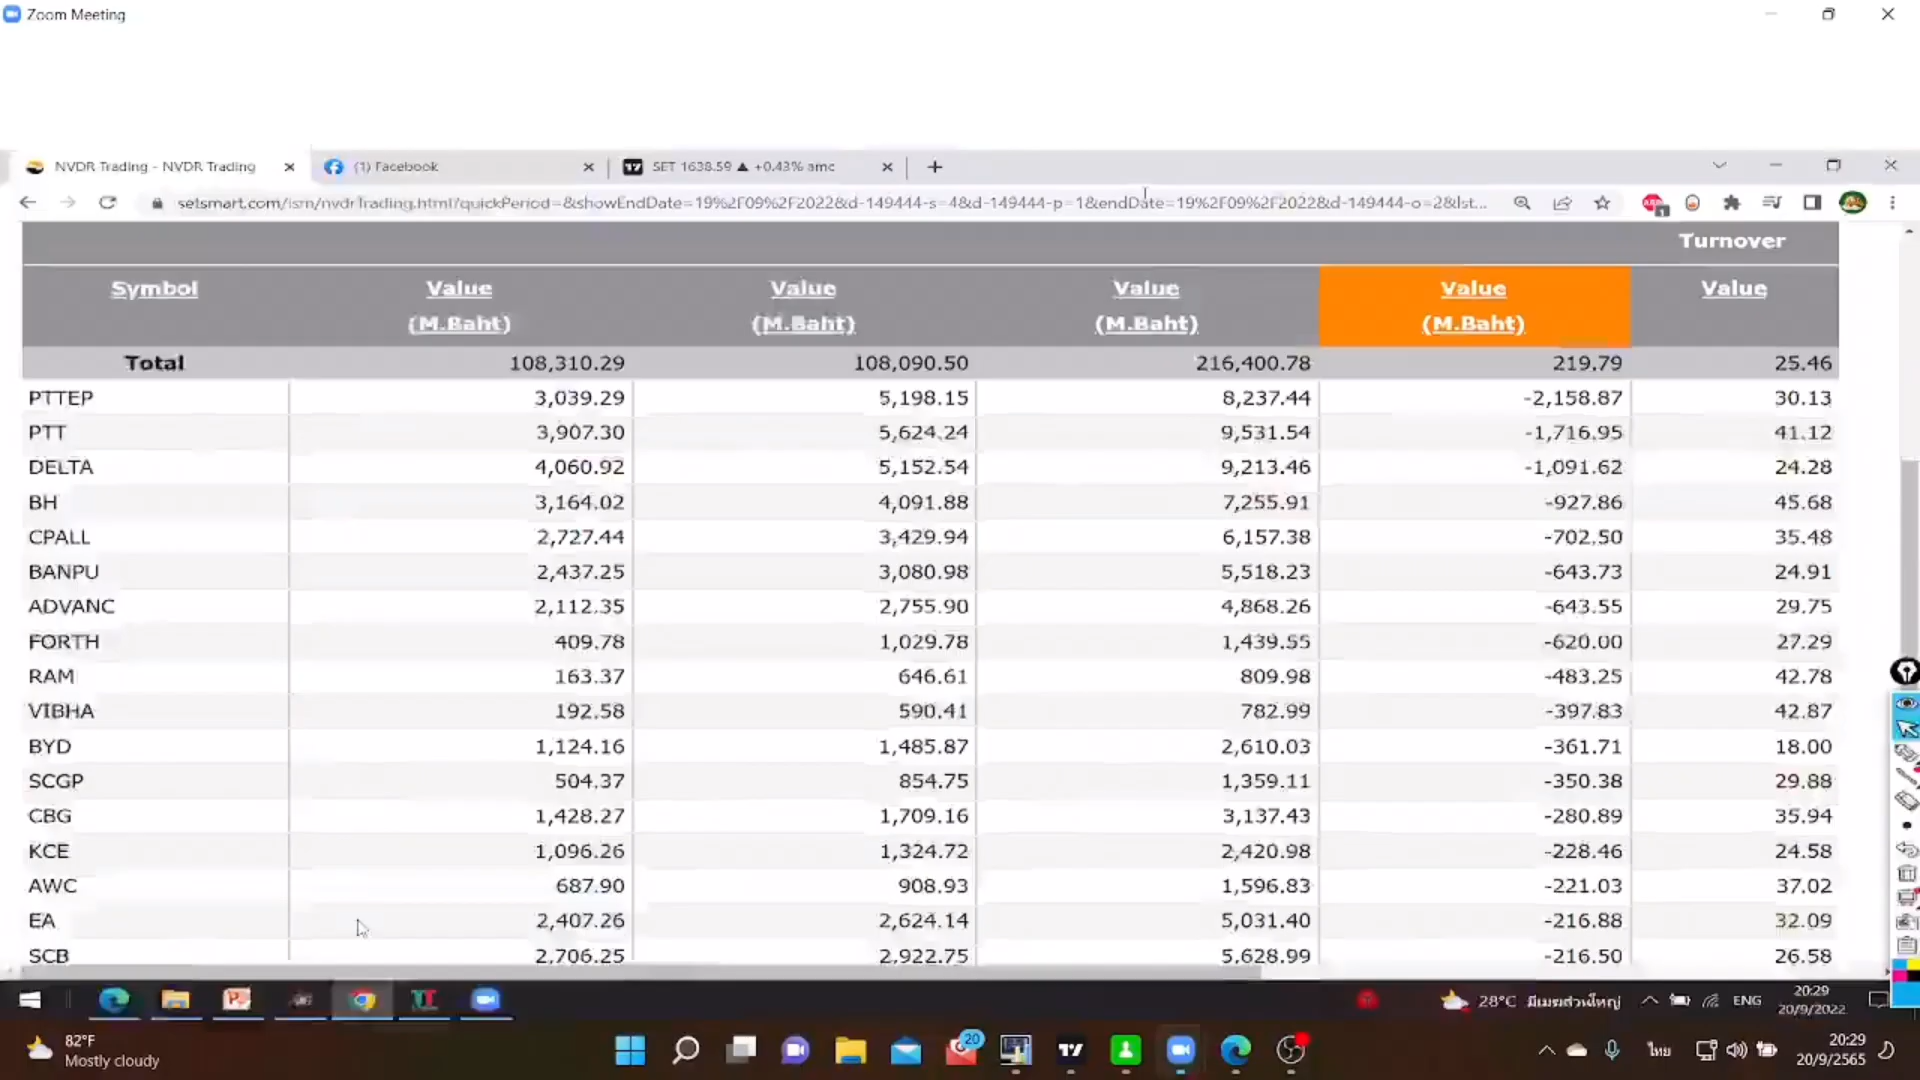 Zoom Meeting
NVDR Trading - NVDR Trading
(1) Facebook
SET 1638.59 ▲ +0.43% amc
setsmart.com/ism/nvdrTrading.html?quickPeriod=&showEndDate=19%2F09%2F2022&d-149444-s=4&d-149444-p=1&endDate=19%2F09%2F2022&d-149444-o=2&lst...
Turnover
Symbol Value Value Value Value Value
(M.Baht) (M.Baht) (M.Baht) (M.Baht)
Total 108,310.29 108,090.50 216,400.78 219.79 25.46
PTTEP 3,039.29 5,198.15 8,237.44 -2,158.87 30.13
PTT 3,907.30 5,624.24 9,531.54 -1,716.95 41.12
DELTA 4,060.92 5,152.54 9,213.46 -1,091.62 24.28
BH 3,164.02 4,091.88 7,255.91 -927.86 45.68
CPALL 2,727.44 3,429.94 6,157.38 -702.50 35.48
BANPU 2,437.25 3,080.98 5,518.23 -643.73 24.91
ADVANC 2,112.35 2,755.90 4,868.26 -643.55 29.75
FORTH 409.78 1,029.78 1,439.55 -620.00 27.29
RAM 163.37 646.61 809.98 -483.25 42.78
VIBHA 192.58 590.41 782.99 -397.83 42.87
BYD 1,124.16 1,485.87 2,610.03 -361.71 18.00
SCGP 504.37 854.75 1,359.11 -350.38 29.88
CBG 1,428.27 1,709.16 3,137.43 -280.89 35.94
KCE 1,096.26 1,324.72 2,420.98 -228.46 24.58
AWC 687.90 908.93 1,596.83 -221.03 37.02
EA 2,407.26 2,624.14 5,031.40 -216.88 32.09
SCB 2,706.25 2,922.75 5,628.99 -216.50 26.58
28°C มีเมฆส่วนใหญ่ ENG 20:29
20/9/2022
82°F
Mostly cloudy
20
ไทย
20:29
20/9/2565